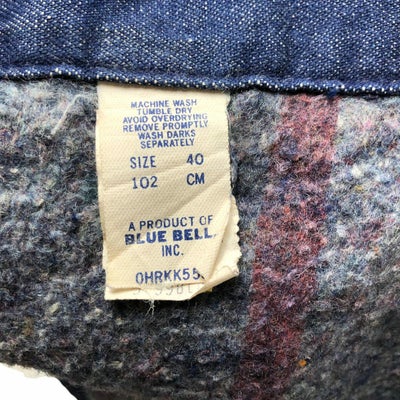 MACHINE WASH
TUMBLE DRY
AVOID OVERDRYING
REMOVE PROMPTLY
WASH DARKS
SEPARATELY
SIZE 40
102 CM
A PRODUCT OF
BLUE BELL
INC.
OHRKK55